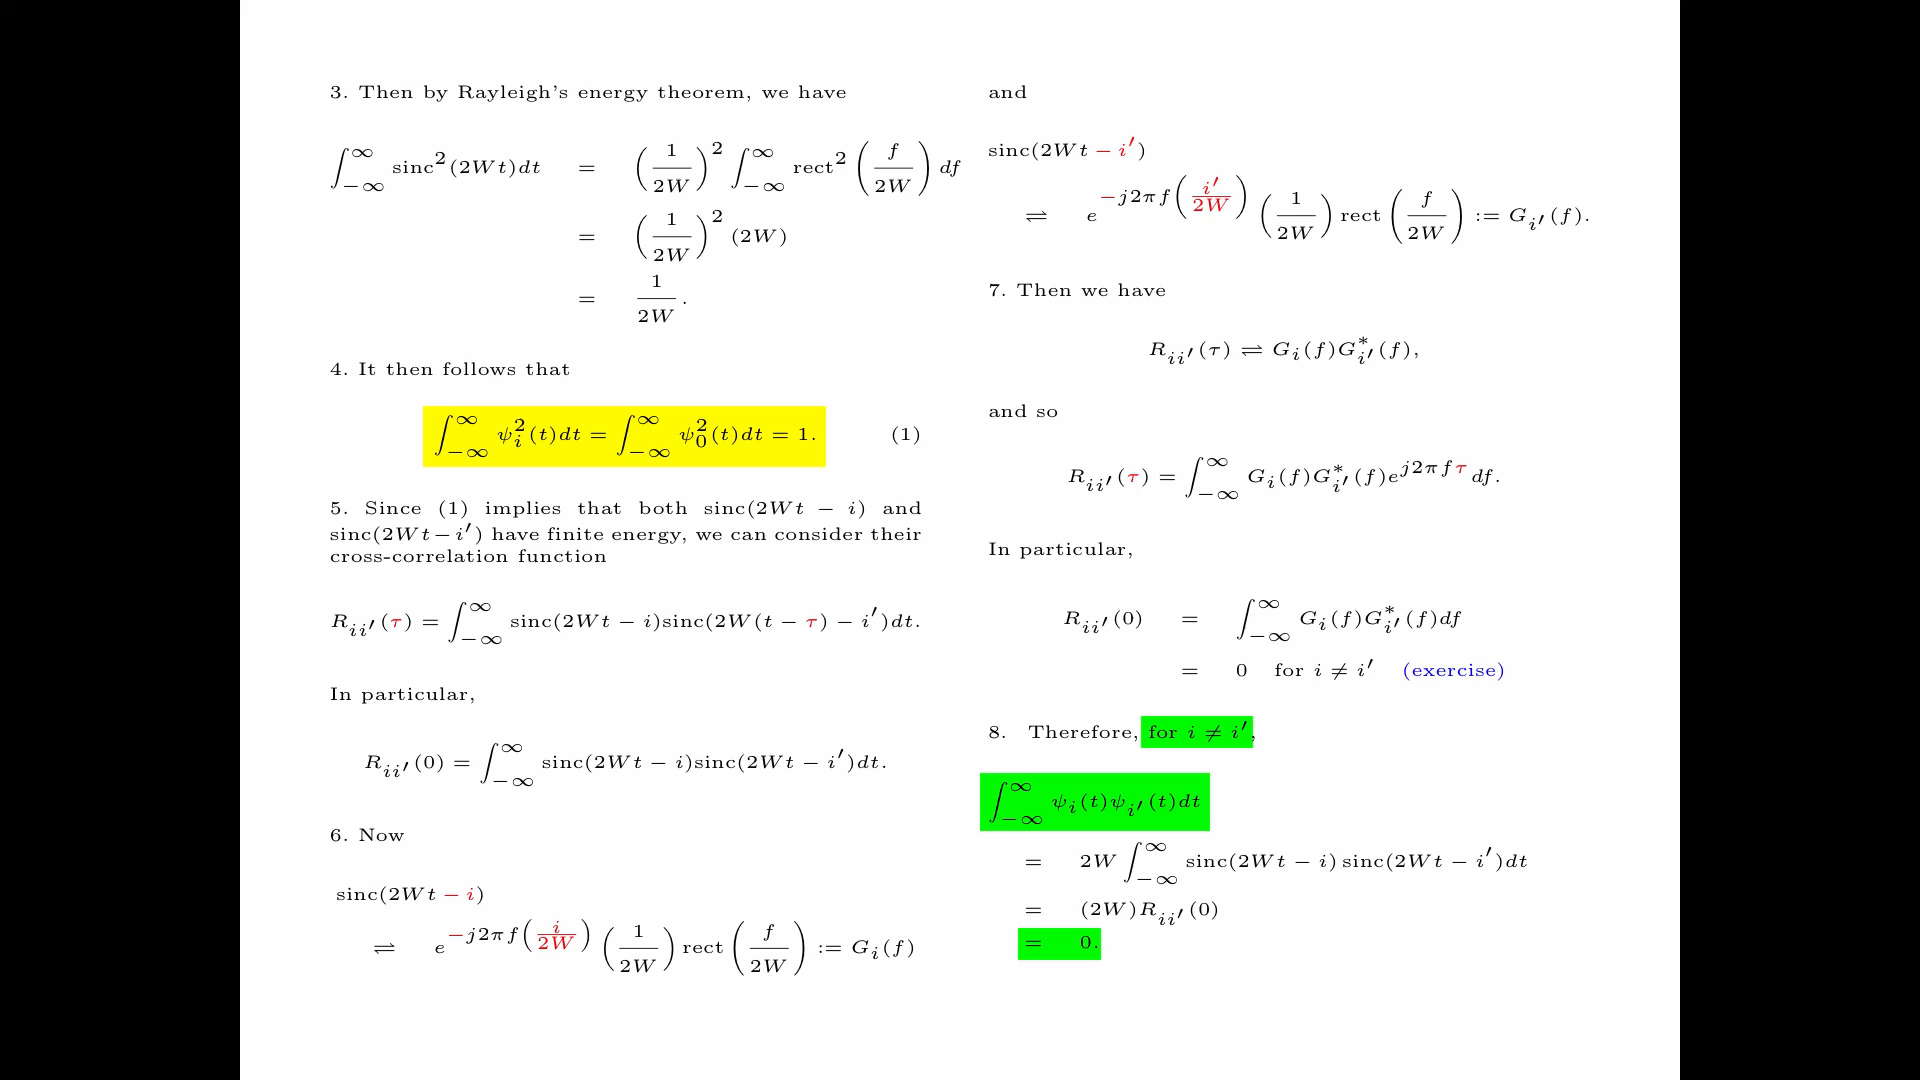 3. Then by Rayleigh's energy theorem, we have
∫_{-∞}^{∞} sinc²(2Wt)dt = (1/2W)² ∫_{-∞}^{∞} rect² (f/2W) df
= (1/2W)² (2W)
= 1/2W .
4. It then follows that
∫_{-∞}^{∞} ψ_i²(t)dt = ∫_{-∞}^{∞} ψ_0²(t)dt = 1. (1)
5. Since (1) implies that both sinc(2Wt − i) and
sinc(2Wt − i′) have finite energy, we can consider their
cross-correlation function
R_{ii′}(τ) = ∫_{-∞}^{∞} sinc(2Wt − i)sinc(2W(t − τ) − i′)dt.
In particular,
R_{ii′}(0) = ∫_{-∞}^{∞} sinc(2Wt − i)sinc(2Wt − i′)dt.
6. Now
sinc(2Wt − i)
⇌ e^{−j2πf(i/2W)} (1/2W) rect (f/2W) := G_i(f)
and
sinc(2Wt − i′)
⇌ e^{−j2πf(i′/2W)} (1/2W) rect (f/2W) := G_{i′}(f).
7. Then we have
R_{ii′}(τ) ⇌ G_i(f)G*_{i′}(f),
and so
R_{ii′}(τ) = ∫_{-∞}^{∞} G_i(f)G*_{i′}(f)e^{j2πfτ}df.
In particular,
R_{ii′}(0) = ∫_{-∞}^{∞} G_i(f)G*_{i′}(f)df
= 0 for i ≠ i′ (exercise)
8. Therefore, for i ≠ i′,
∫_{-∞}^{∞} ψ_i(t)ψ_{i′}(t)dt
= 2W ∫_{-∞}^{∞} sinc(2Wt − i) sinc(2Wt − i′)dt
= (2W)R_{ii′}(0)
= 0.